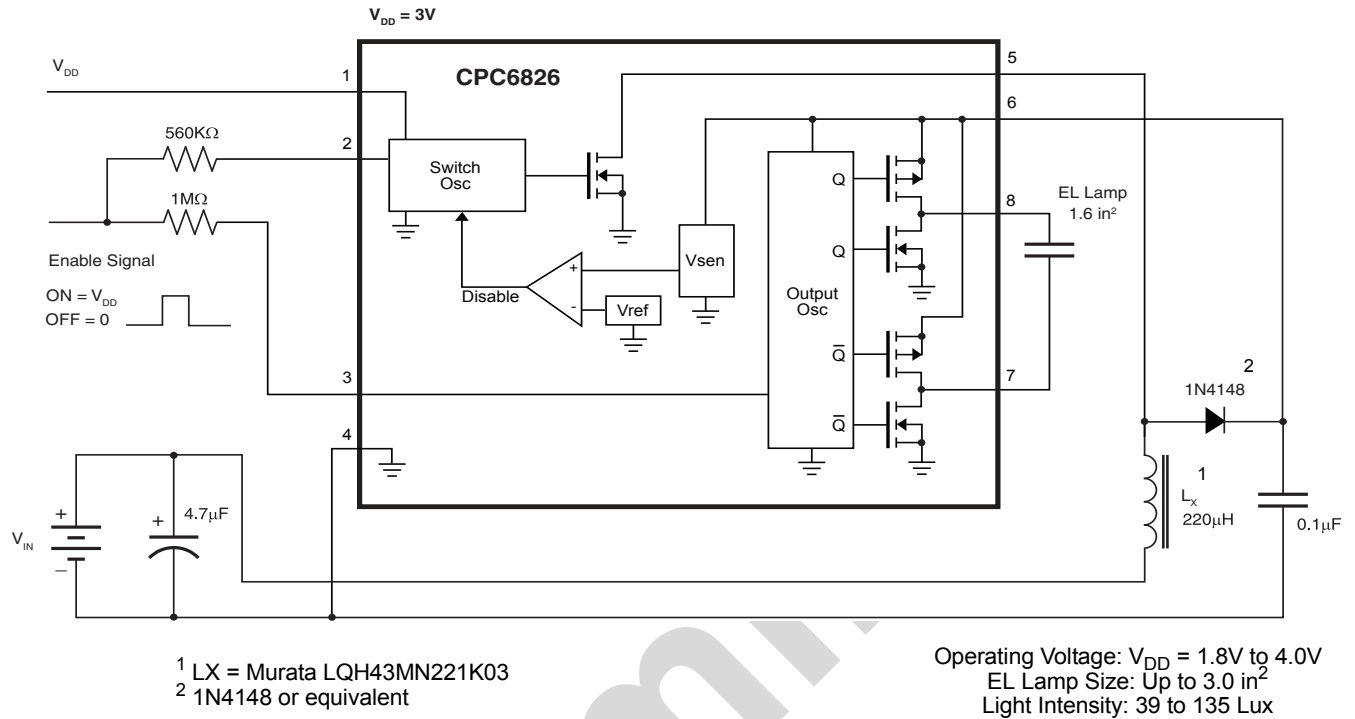 V_DD = 3V
V_DD
1
CPC6826
5
6
560KΩ
2
Switch
Osc
1MΩ
Q
Q
8
EL Lamp
1.6 in²
Enable Signal
ON = V_DD
OFF = 0
Disable
+
-
Vsen
Vref
Output
Osc
Q̅
7
Q̅
3
2
1N4148
4
1
L_x
220µH
0.1µF
V_IN
+
–
+
4.7µF
¹ LX = Murata LQH43MN221K03
² 1N4148 or equivalent
Operating Voltage: V_DD = 1.8V to 4.0V
EL Lamp Size: Up to 3.0 in²
Light Intensity: 39 to 135 Lux